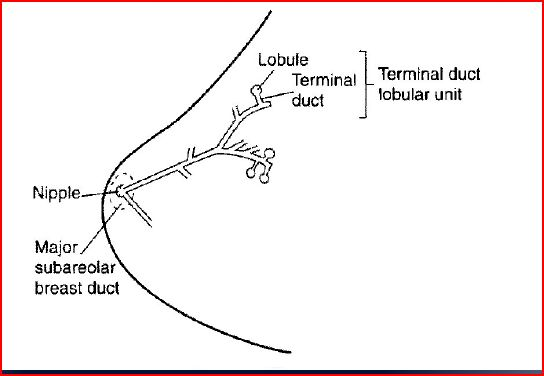 Lobule
Terminal
duct
Terminal duct
lobular unit
Nipple
Major
subareolar
breast duct